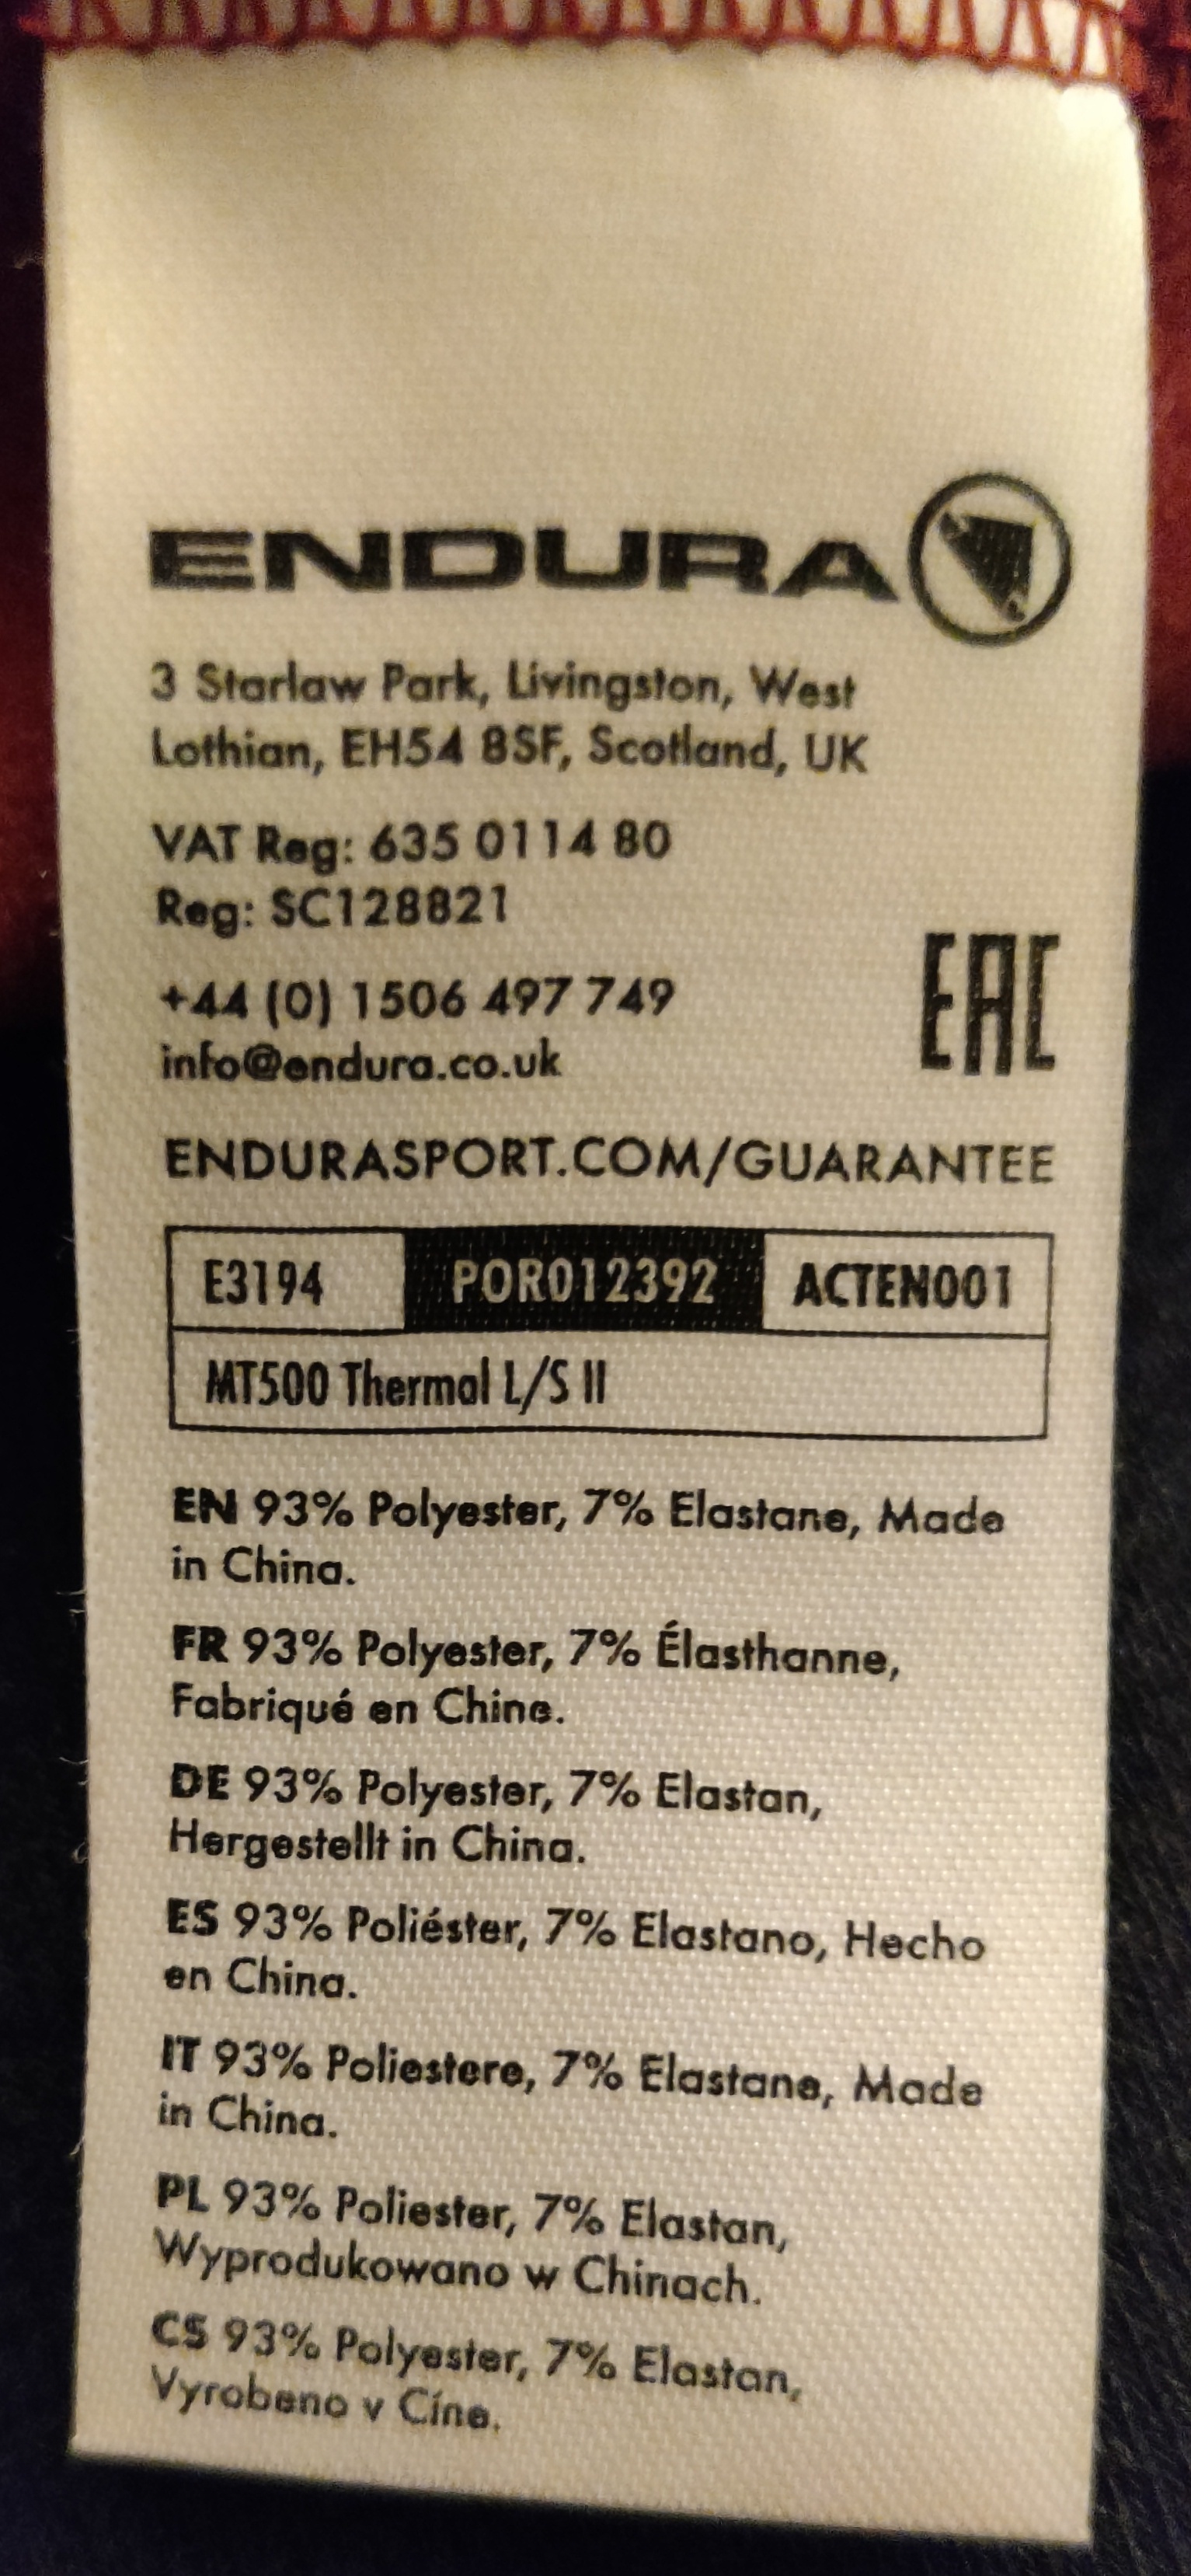 ENDURA
3 Starlaw Park, Livingston, West
Lothian, EH54 8SF, Scotland, UK
VAT Reg: 635 0114 80
Reg: SC128821
+44 (0) 1506 497 749
info@endura.co.uk
EAC
ENDURASPORT.COM/GUARANTEE
E3194 POR012392 ACTEN001
MT500 Thermal L/S II
EN 93% Polyester, 7% Elastane, Made
in China.
FR 93% Polyester, 7% Élasthanne,
Fabriqué en Chine.
DE 93% Polyester, 7% Elastan,
Hergestellt in China.
ES 93% Poliéster, 7% Elastano, Hecho
en China.
IT 93% Poliestere, 7% Elastane, Made
in China.
PL 93% Poliester, 7% Elastan,
Wyprodukowano w Chinach.
CS 93% Polyester, 7% Elastan,
Vyrobeno v Cíne.